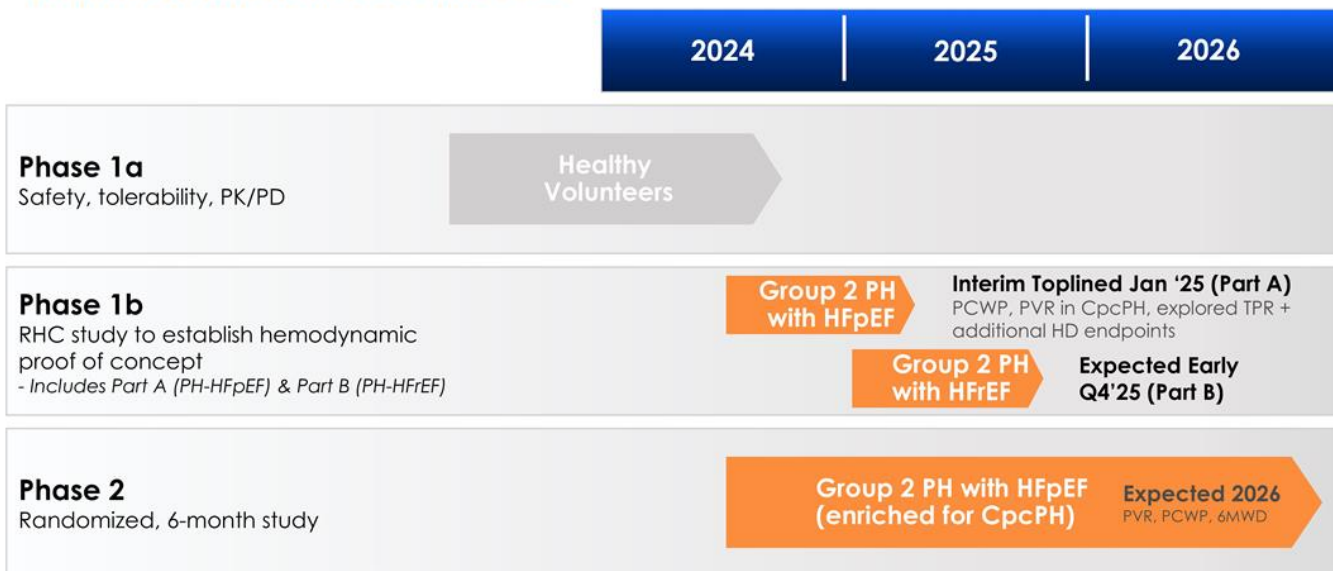 2024
2025
2026
Phase 1a
Safety, tolerability, PK/PD
Healthy
Volunteers
Phase 1b
RHC study to establish hemodynamic
proof of concept
- Includes Part A (PH-HFpEF) & Part B (PH-HFrEF)
Group 2 PH
with HFpEF
Interim Toplined Jan ‘25 (Part A)
PCWP, PVR in CpcPH, explored TPR +
additional HD endpoints
Group 2 PH
with HFrEF
Expected Early
Q4’25 (Part B)
Phase 2
Randomized, 6-month study
Group 2 PH with HFpEF
(enriched for CpcPH)
Expected 2026
PVR, PCWP, 6MWD